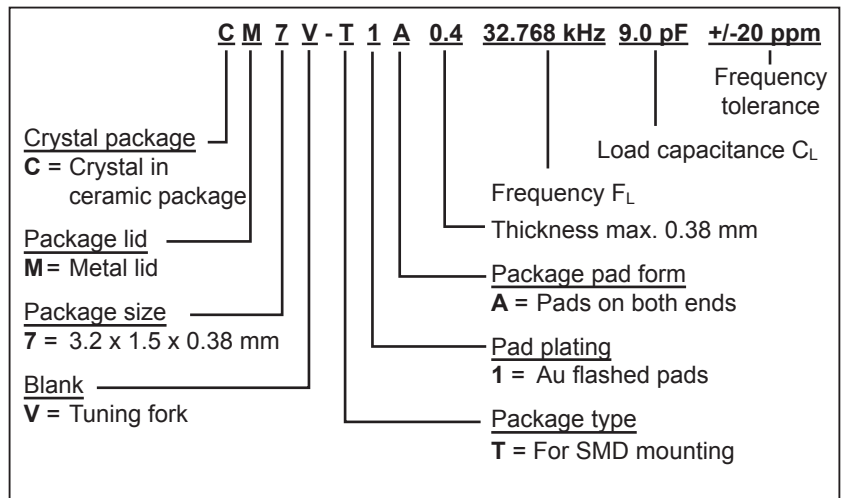 C M 7 V - T 1 A 0.4 32.768 kHz 9.0 pF +/-20 ppm
Frequency
tolerance
Load capacitance CL
Frequency FL
Thickness max. 0.38 mm
Package pad form
A = Pads on both ends
Pad plating
1 = Au flashed pads
Package type
T = For SMD mounting
Crystal package
C = Crystal in
ceramic package
Package lid
M = Metal lid
Package size
7 = 3.2 x 1.5 x 0.38 mm
Blank
V = Tuning fork